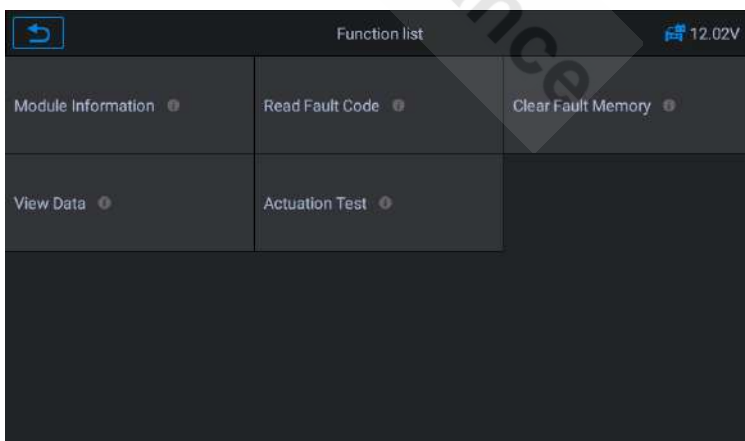 Function list
12.02V
Module Information
Read Fault Code
Clear Fault Memory
View Data
Actuation Test